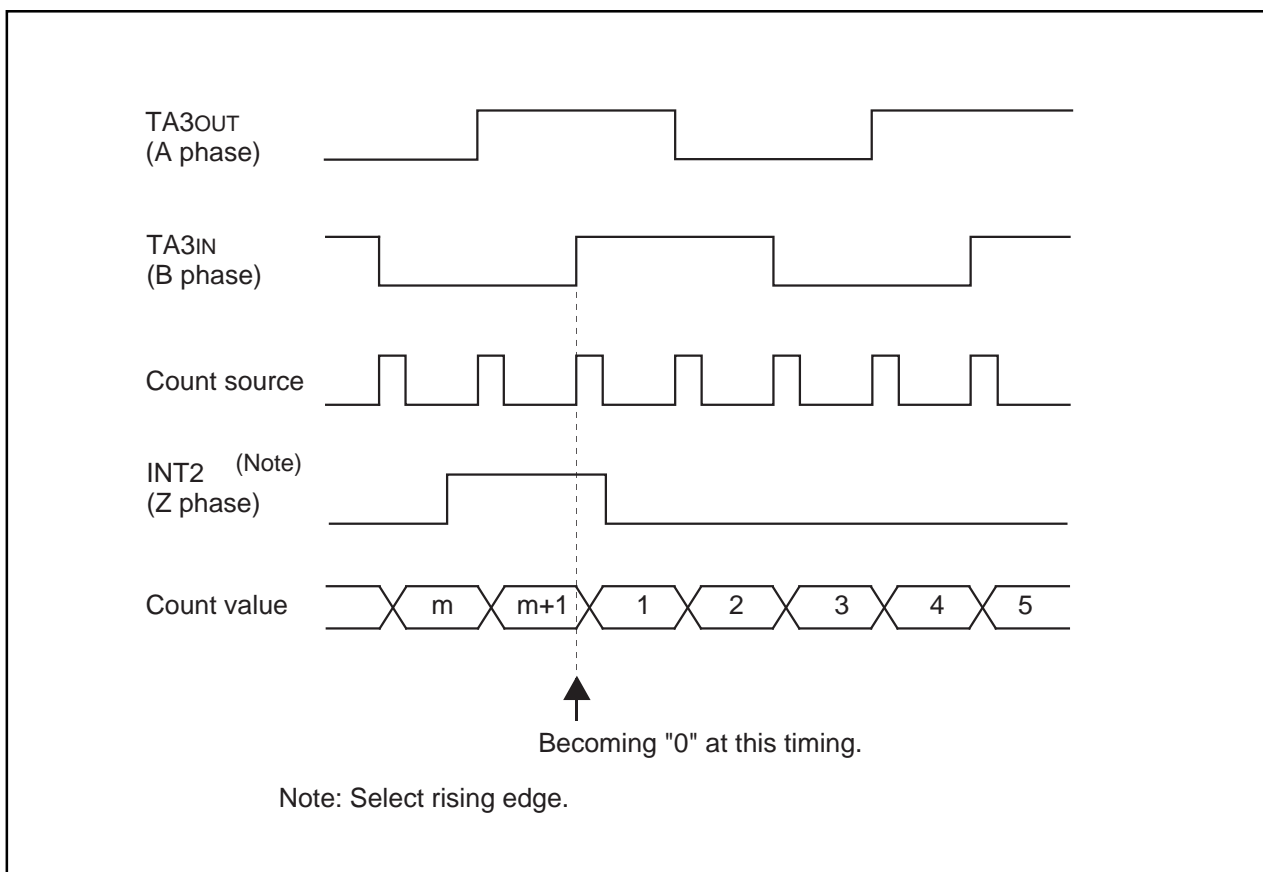 TA3OUT
(A phase)
TA3IN
(B phase)
Count source
INT2 (Note)
(Z phase)
Count value m m+1 1 2 3 4 5
Becoming "0" at this timing.
Note: Select rising edge.